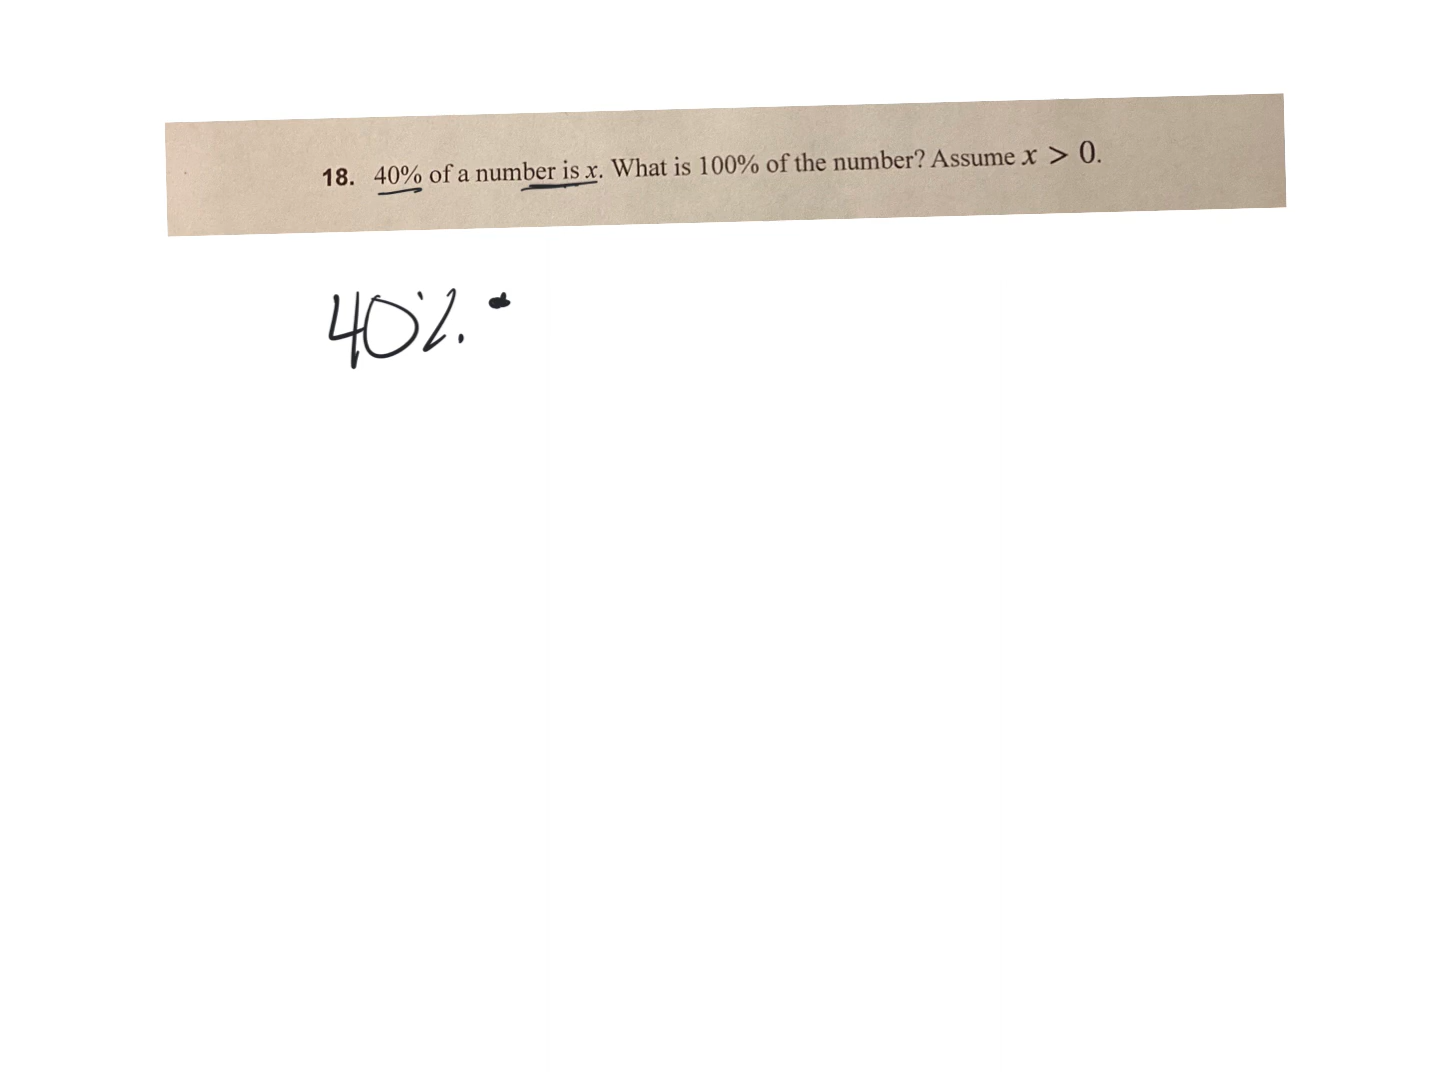 18. 40% of a number is x. What is 100% of the number? Assume x > 0.
40% •